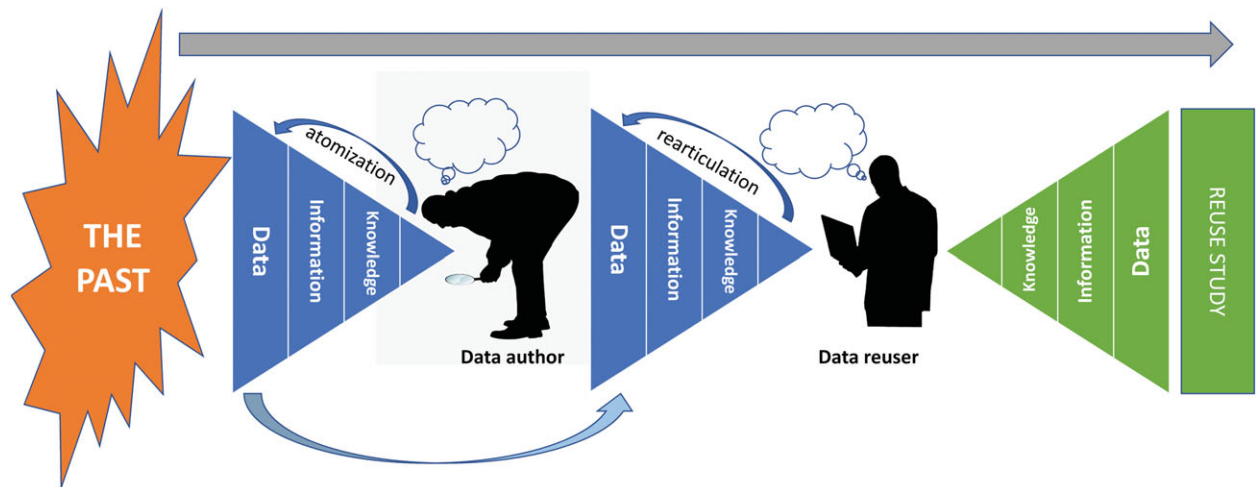 THE
PAST
Data
Information
Knowledge
atomization
Data author
Data
Information
Knowledge
rearticulation
Data reuser
Knowledge
Information
Data
REUSE STUDY